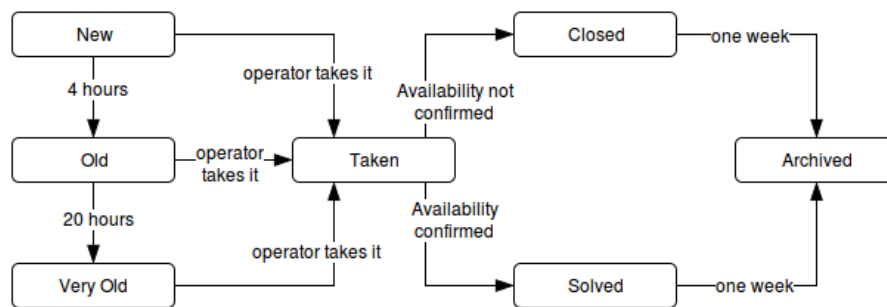 New
Closed
one week
operator takes it
4 hours
Availability not
confirmed
Old
operator
takes it
Taken
Archived
20 hours
Availability
confirmed
operator takes it
Very Old
Solved
one week